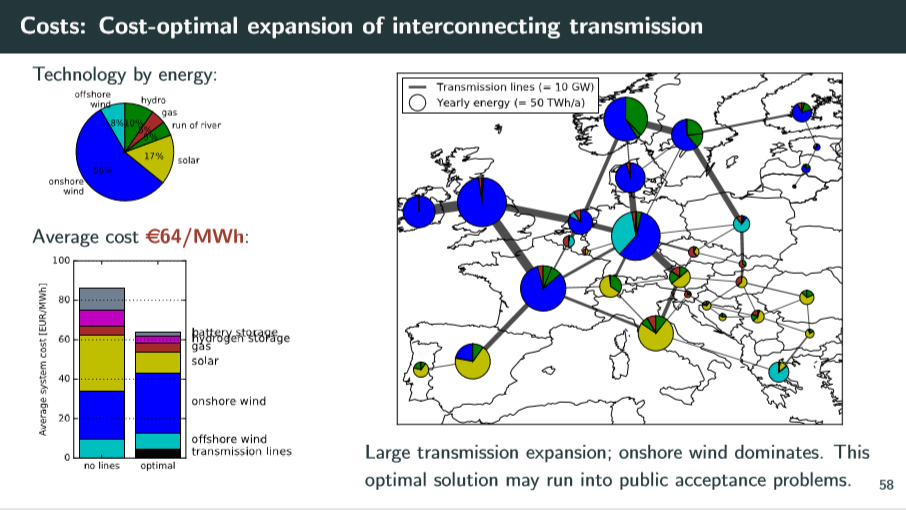 Costs: Cost-optimal expansion of interconnecting transmission
Technology by energy:
offshore
wind
hydro
gas
run of river
solar
onshore
wind
8%
10%
17%
Average cost €64/MWh:
Average system cost [EUR/MWh]
100
80
60
40
20
0
no lines
optimal
battery storage
hydrogen storage
gas
solar
onshore wind
offshore wind
transmission lines
Transmission lines (= 10 GW)
Yearly energy (= 50 TWh/a)
Large transmission expansion; onshore wind dominates. This
optimal solution may run into public acceptance problems.
58